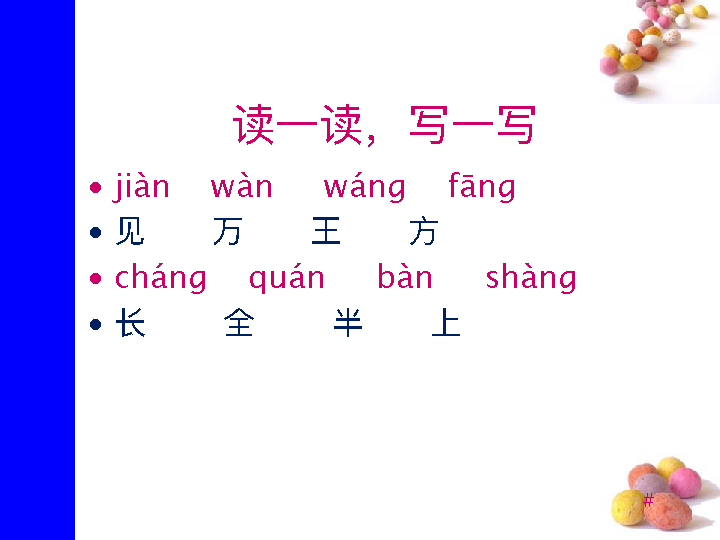 读一读，写一写
• jiàn wàn wáng fāng
• 见 万 王 方
• cháng quán bàn shàng
• 长 全 半 上
#